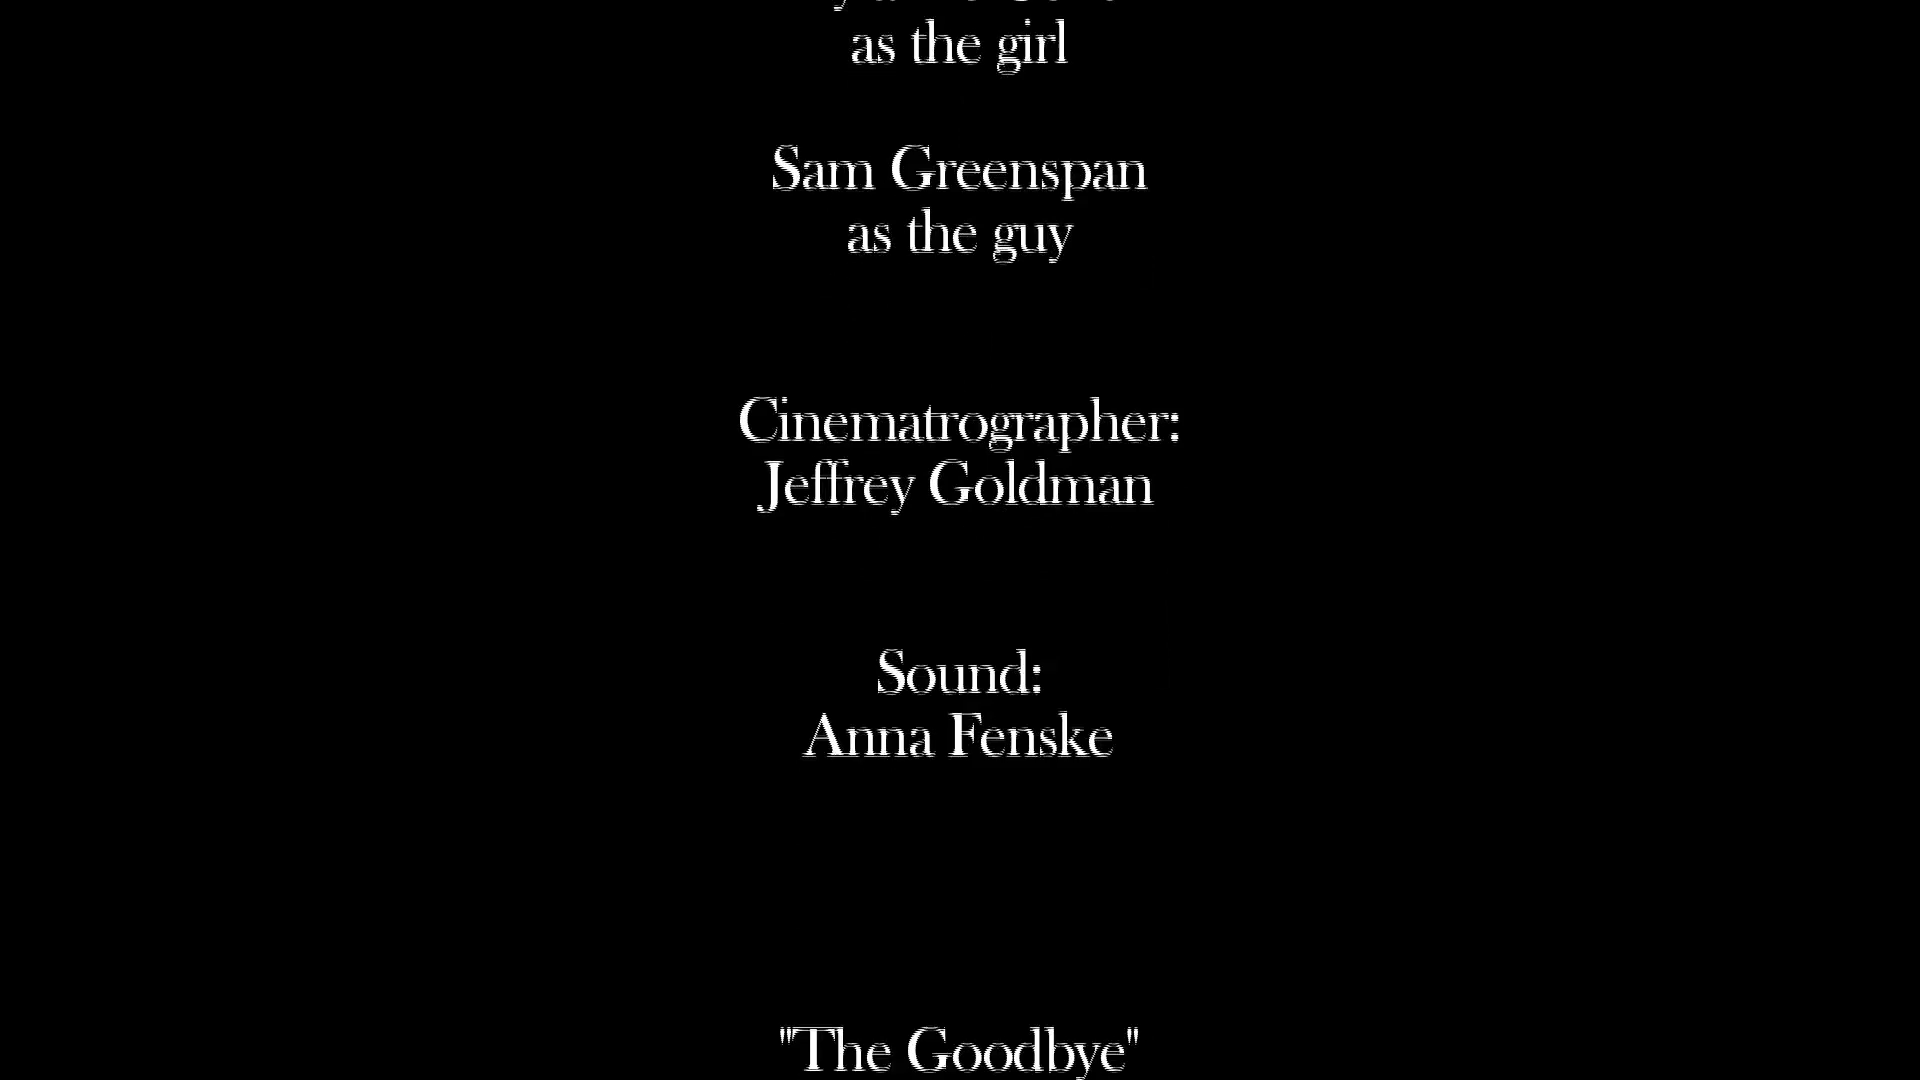 as the girl
Sam Greenspan
as the guy
Cinematrographer:
Jeffrey Goldman
Sound:
Anna Fenske
"The Goodbye"